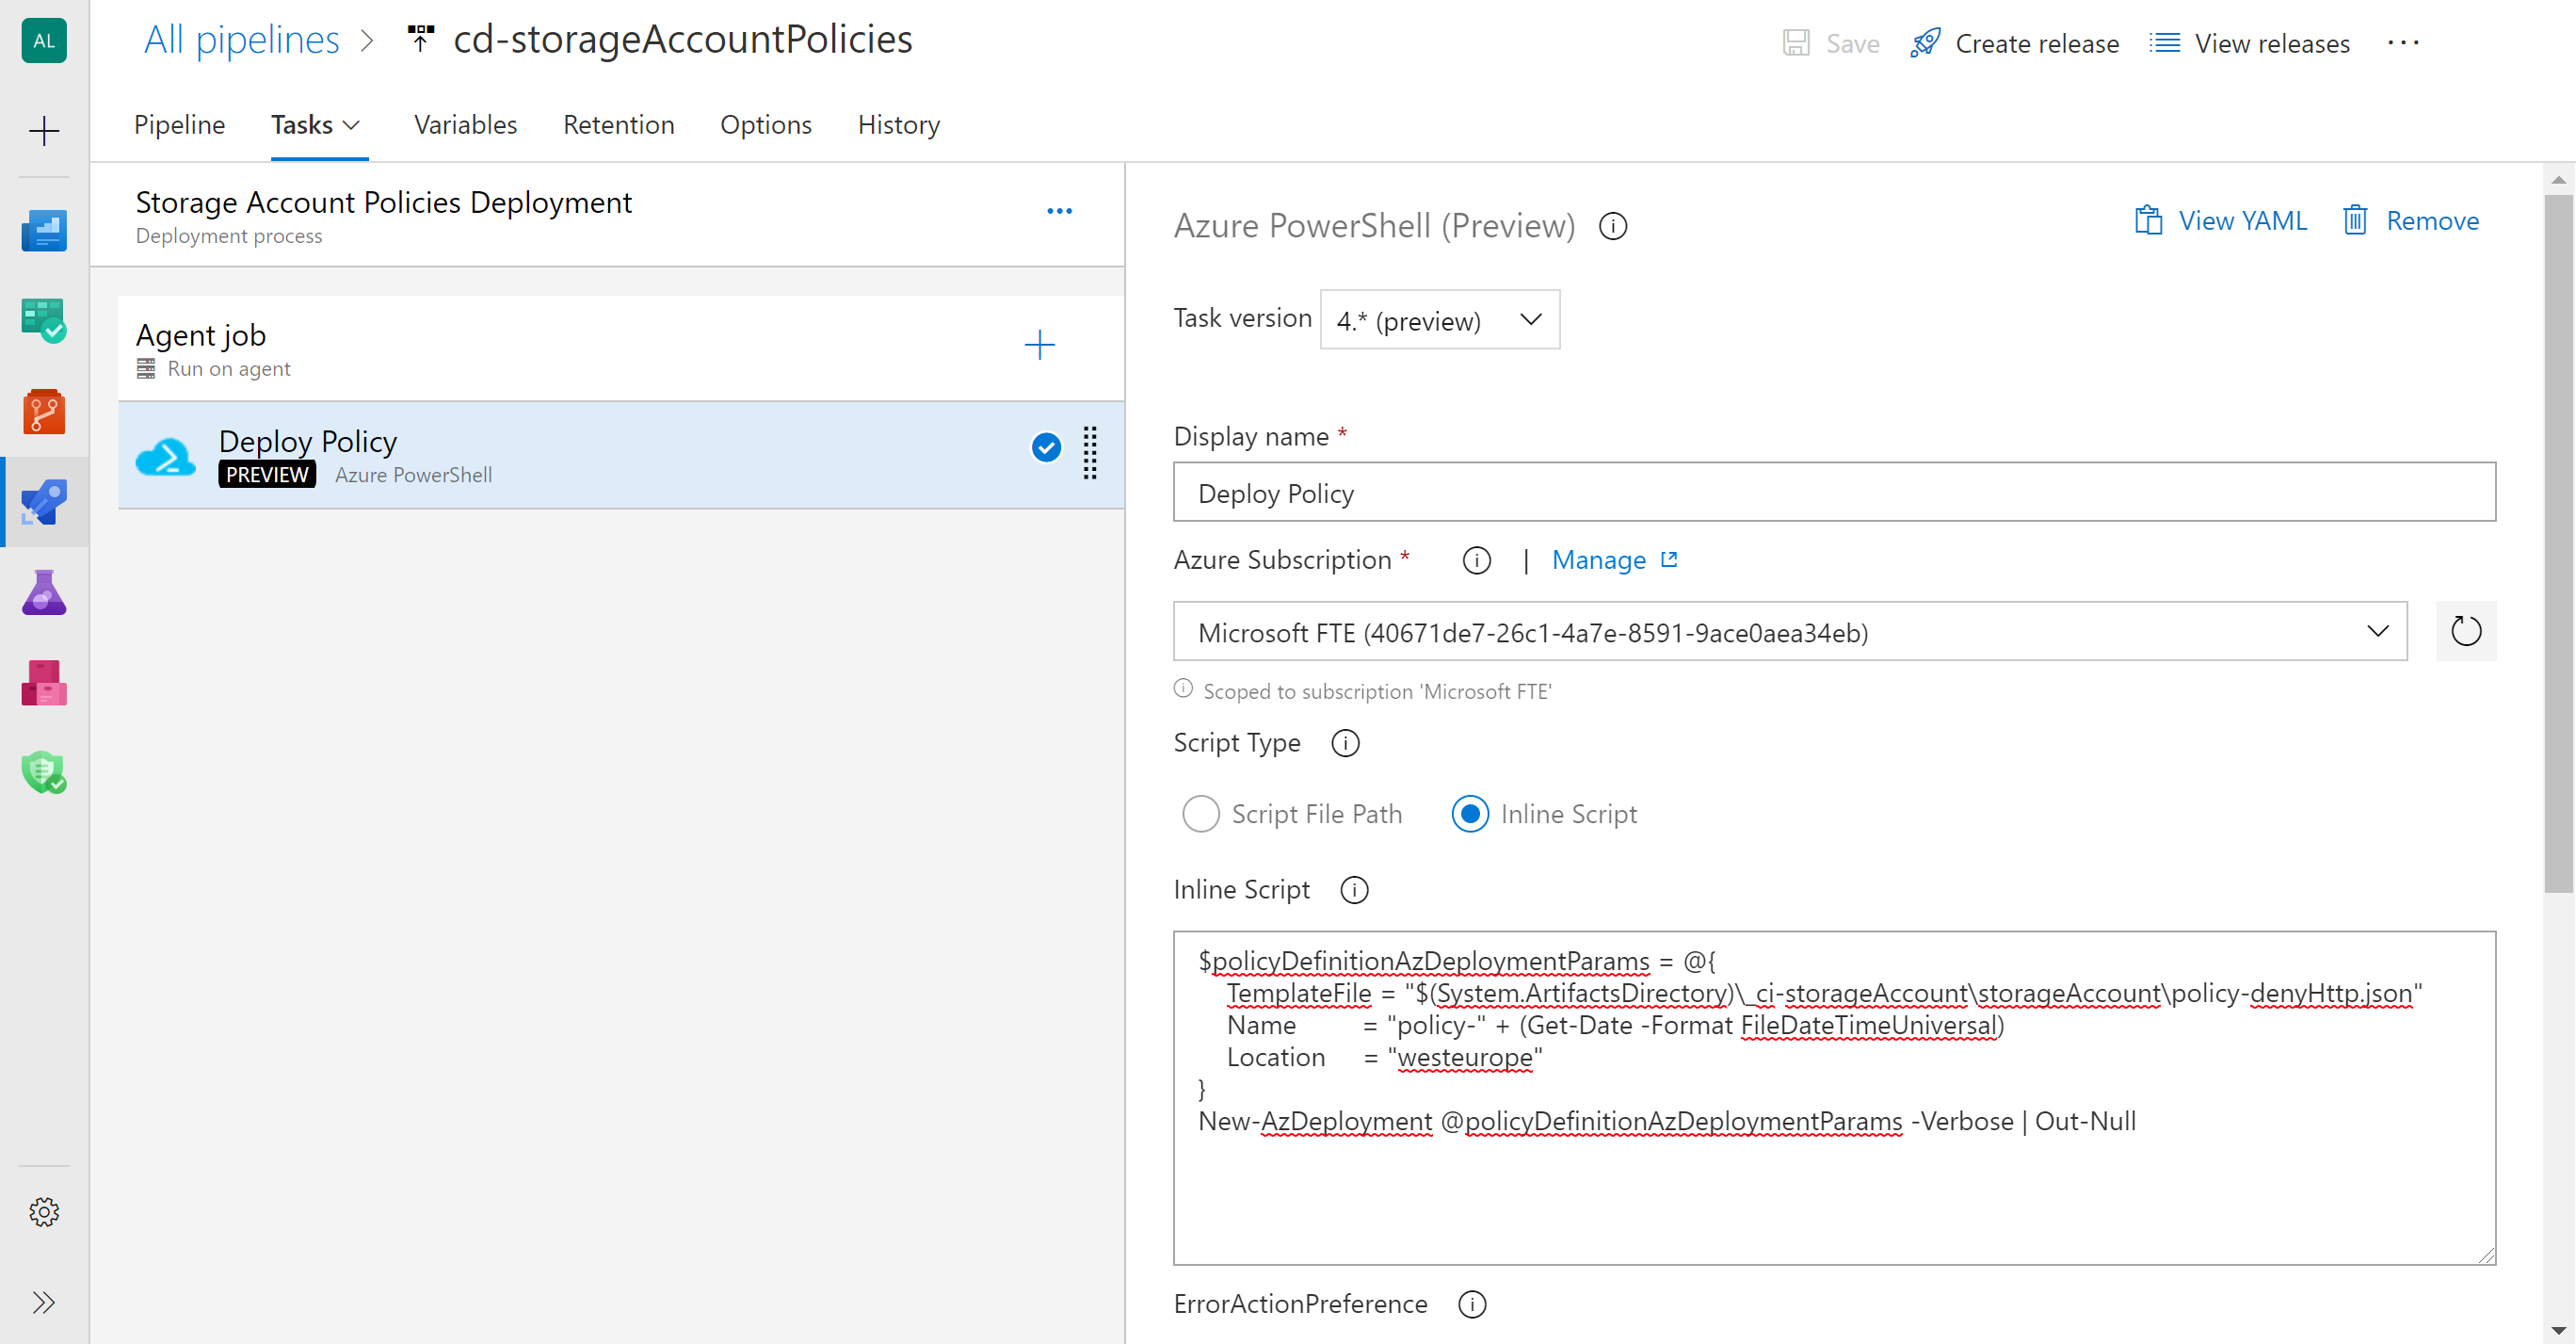 AL
All pipelines
cd-storageAccountPolicies
Save
Create release
View releases
Pipeline
Tasks
Variables
Retention
Options
History
Storage Account Policies Deployment
Deployment process
Agent job
Run on agent
Deploy Policy
PREVIEW Azure PowerShell
Azure PowerShell (Preview)
View YAML
Remove
Task version
4.* (preview)
Display name *
Deploy Policy
Azure Subscription * | Manage
Microsoft FTE (40671de7-26c1-4a7e-8591-9ace0aea34eb)
Scoped to subscription 'Microsoft FTE'
Script Type
Script File Path
Inline Script
Inline Script
$policyDefinitionAzDeploymentParams = @{
TemplateFile = "$(System.ArtifactsDirectory)\_ci-storageAccount\storageAccount\policy-denyHttp.json"
Name = "policy-" + (Get-Date -Format FileDateTimeUniversal)
Location = "westeurope"
}
New-AzDeployment @policyDefinitionAzDeploymentParams -Verbose | Out-Null
ErrorActionPreference